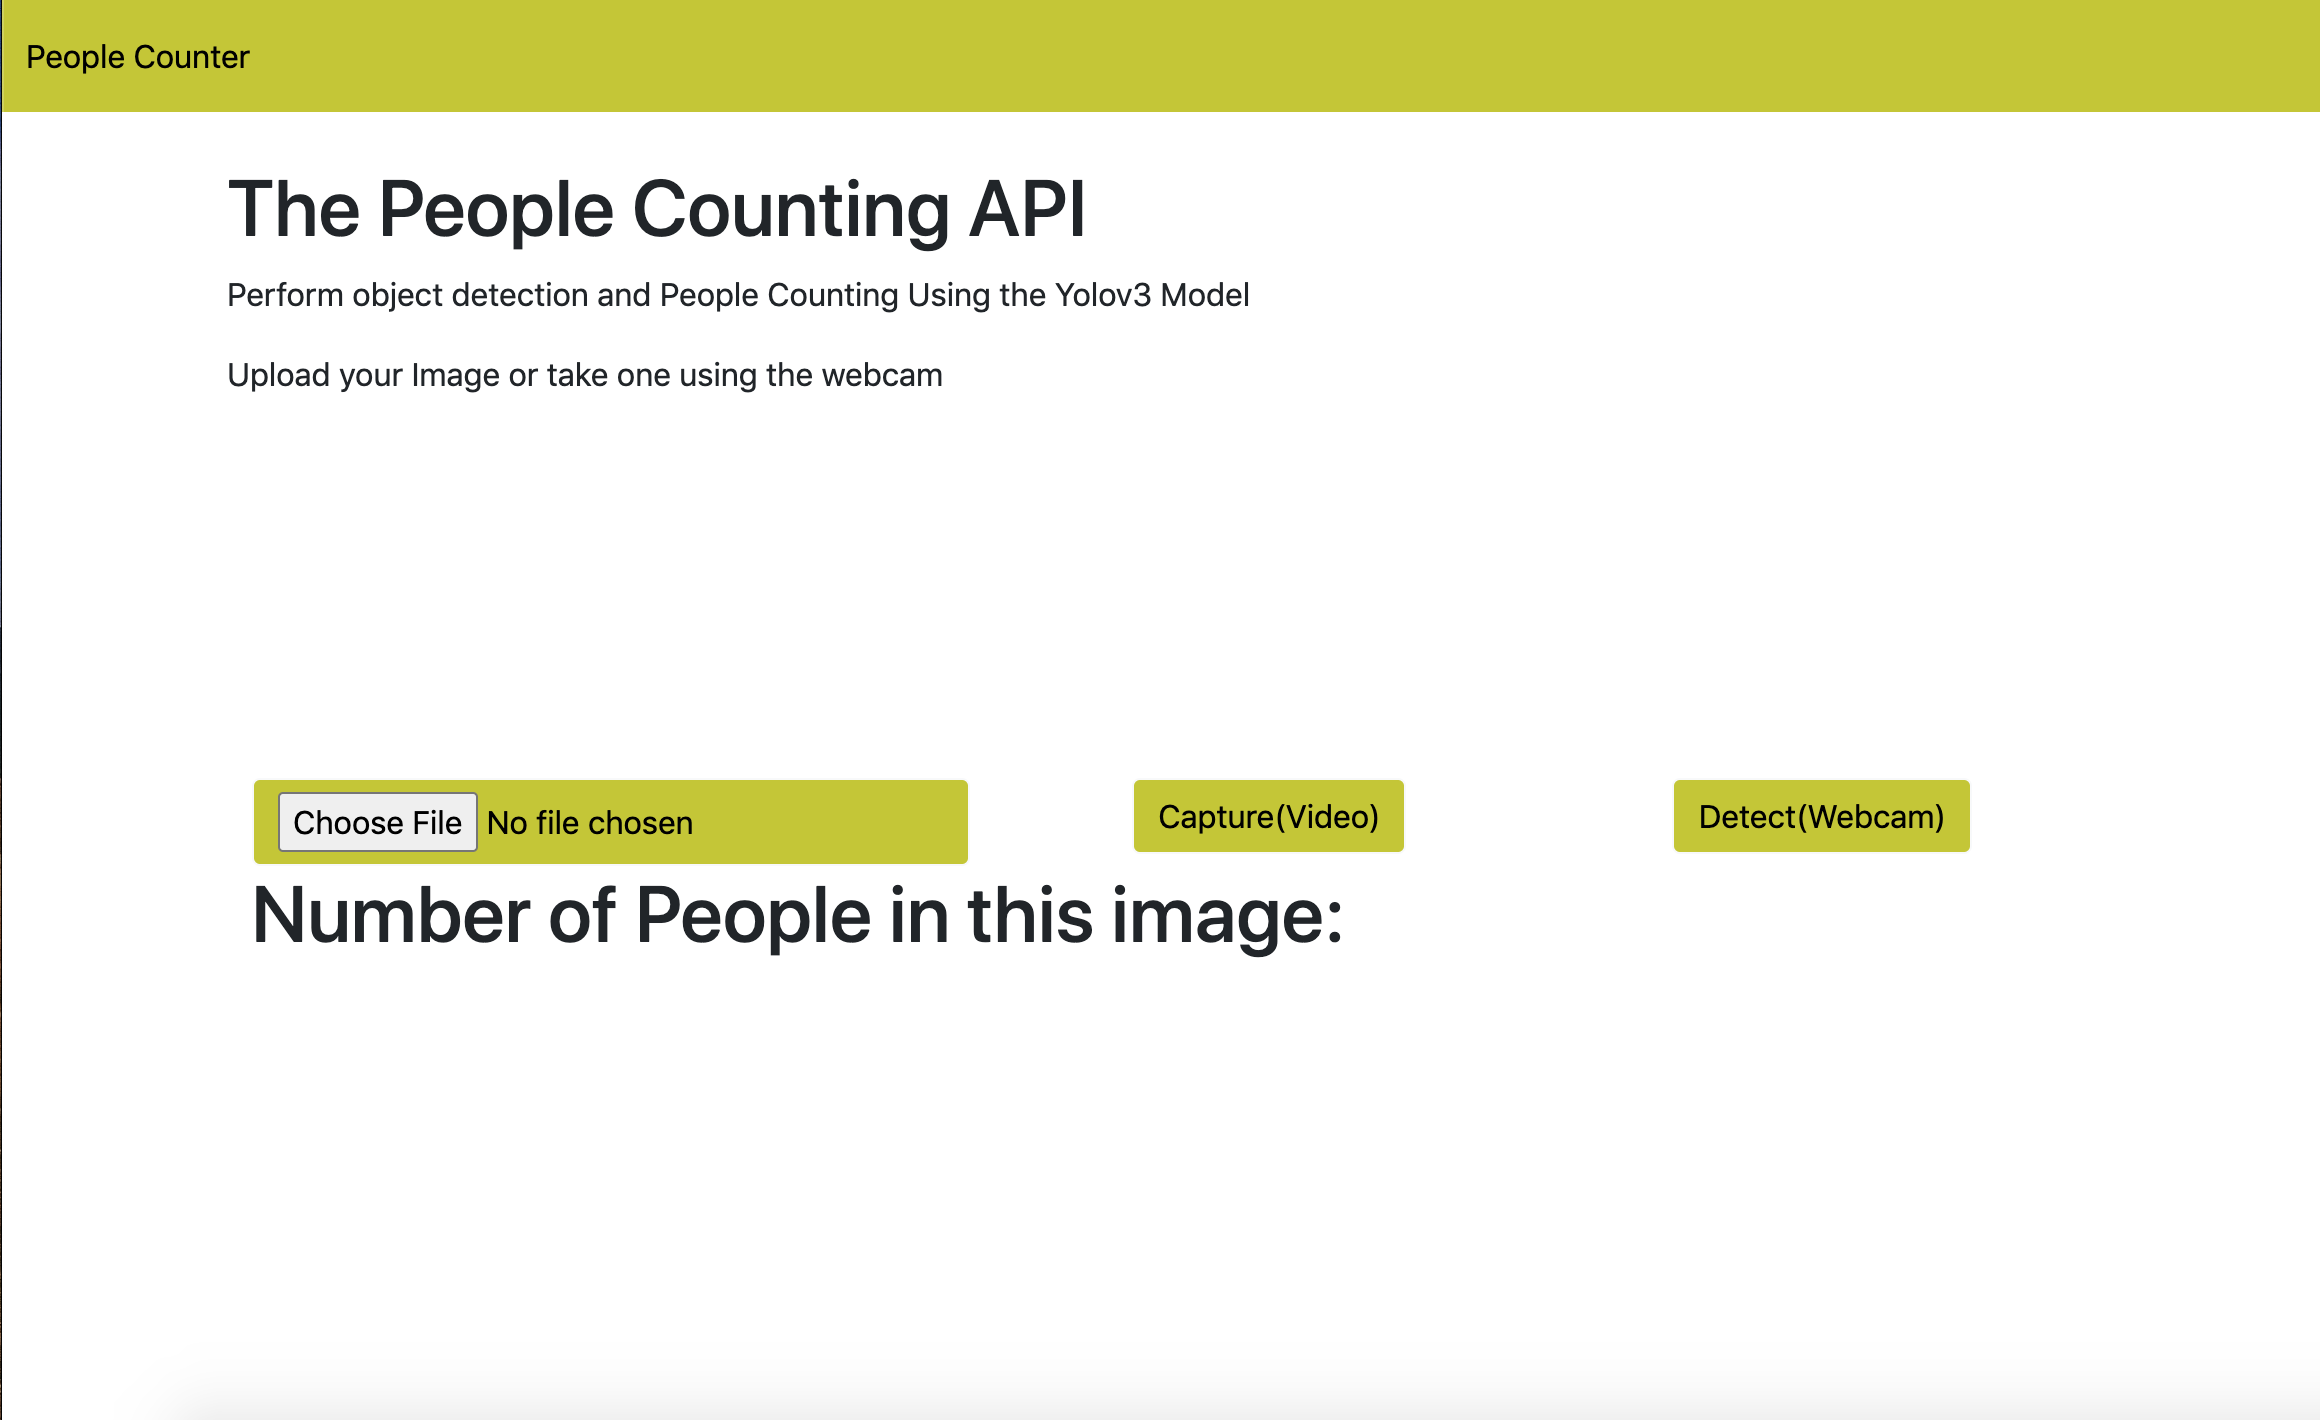 People Counter
The People Counting API
Perform object detection and People Counting Using the Yolov3 Model
Upload your Image or take one using the webcam
Choose File No file chosen
Capture(Video)
Detect(Webcam)
Number of People in this image: